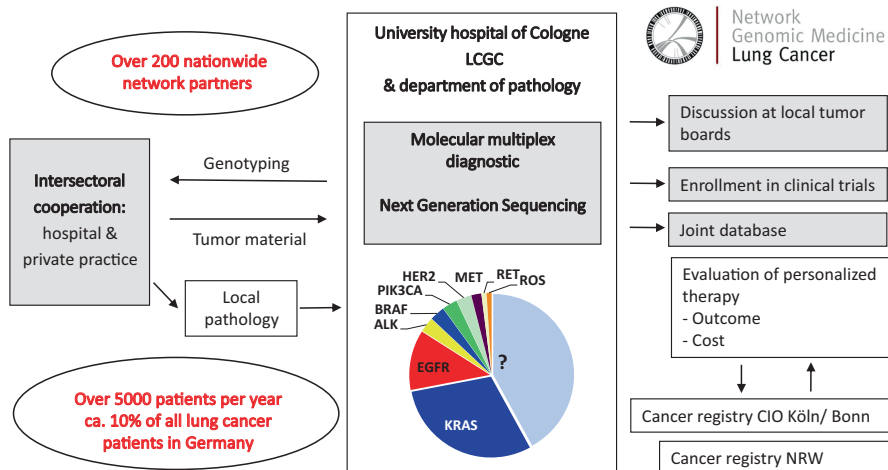 Over 200 nationwide
network partners
University hospital of Cologne
LCGC
& department of pathology
Network
Genomic Medicine
Lung Cancer
Intersectoral
cooperation:
hospital &
private practice
Genotyping
Tumor material
Local
pathology
Molecular multiplex
diagnostic
Next Generation Sequencing
Discussion at local tumor
boards
Enrollment in clinical trials
Joint database
Evaluation of personalized
therapy
- Outcome
- Cost
HER2
MET
RET
ROS
PIK3CA
BRAF
ALK
EGFR
?
KRAS
Over 5000 patients per year
ca. 10% of all lung cancer
patients in Germany
Cancer registry CIO Köln/ Bonn
Cancer registry NRW